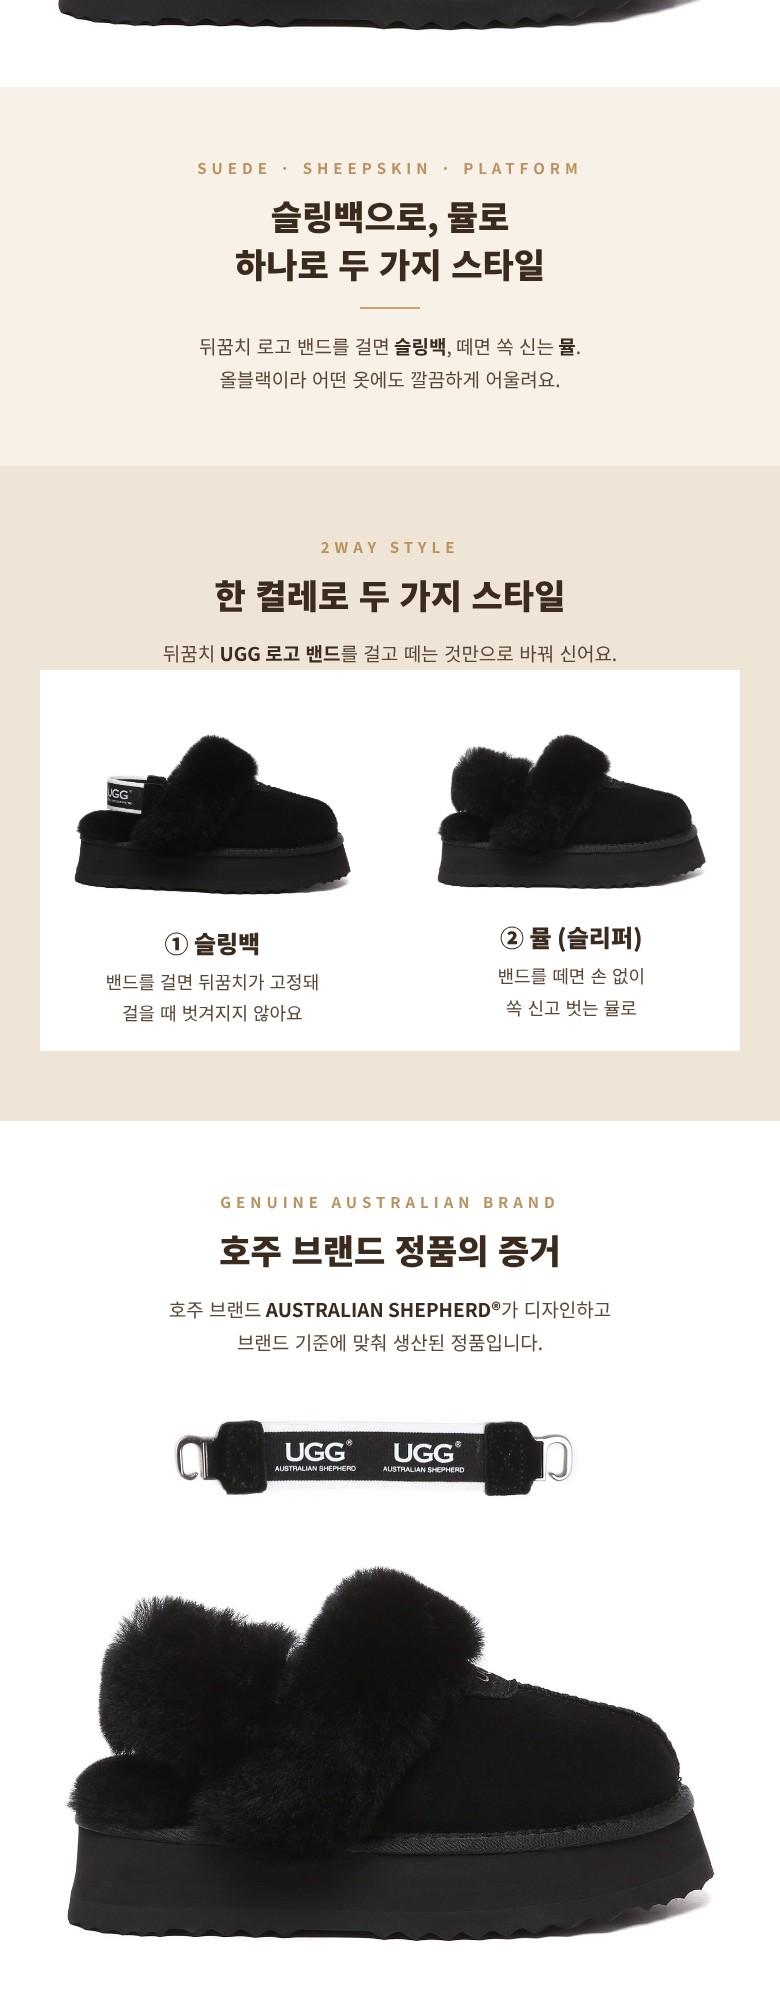 SUEDE · SHEEPSKIN · PLATFORM
슬링백으로, 뮬로
하나로 두 가지 스타일
뒤꿈치 로고 밴드를 걸면 슬링백, 떼면 쏙 신는 뮬.
올블랙이라 어떤 옷에도 깔끔하게 어울려요.
2WAY STYLE
한 켤레로 두 가지 스타일
뒤꿈치 UGG 로고 밴드를 걸고 떼는 것만으로 바꿔 신어요.
UGG
① 슬링백
밴드를 걸면 뒤꿈치가 고정돼
걸을 때 벗겨지지 않아요
② 뮬 (슬리퍼)
밴드를 떼면 손 없이
쏙 신고 벗는 뮬로
GENUINE AUSTRALIAN BRAND
호주 브랜드 정품의 증거
호주 브랜드 AUSTRALIAN SHEPHERD®가 디자인하고
브랜드 기준에 맞춰 생산된 정품입니다.
UGG® UGG®
AUSTRALIAN SHEPHERD AUSTRALIAN SHEPHERD